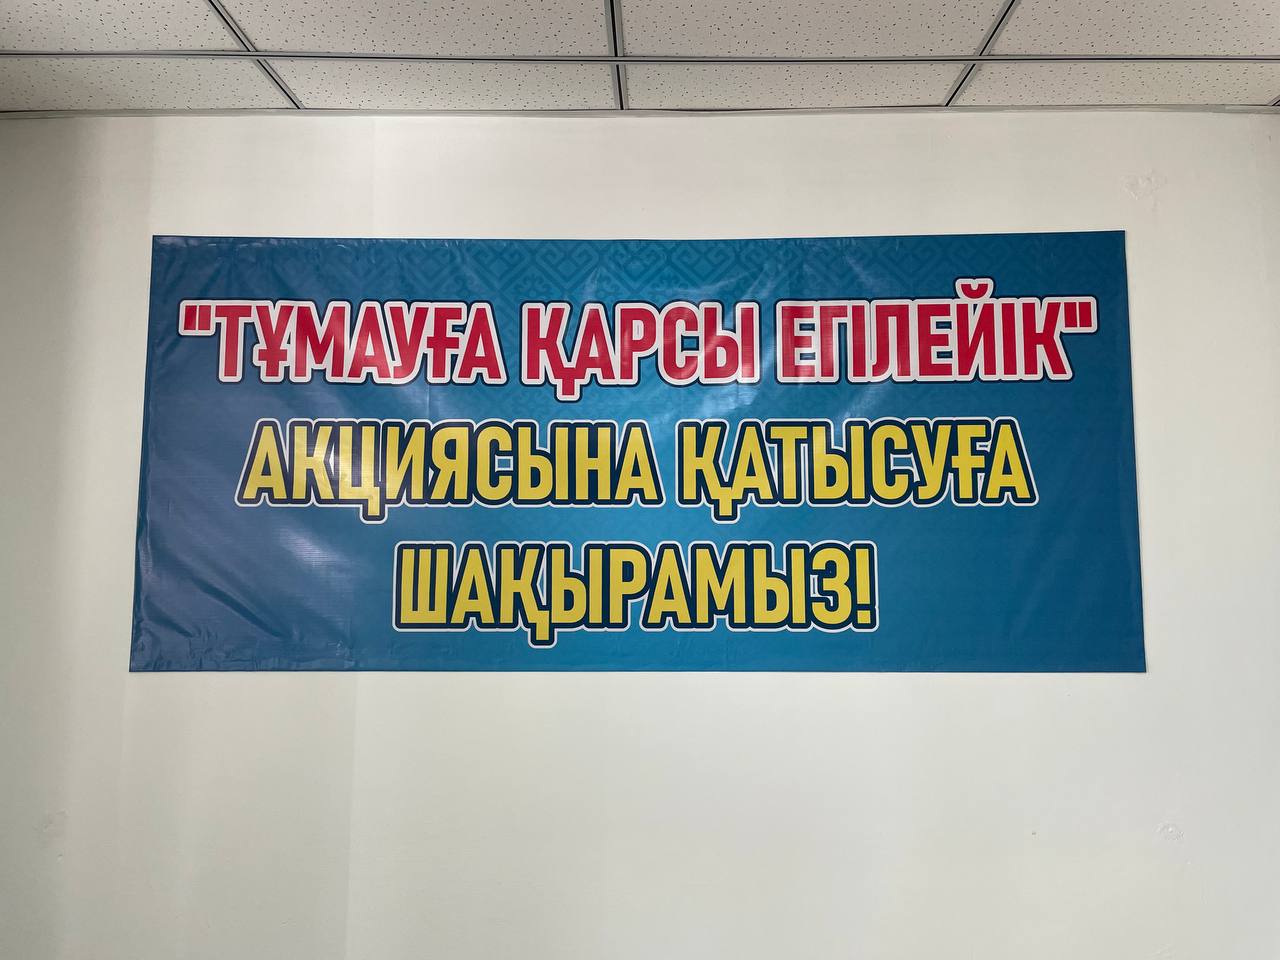 "ТҰМАУҒА ҚАРСЫ ЕГІЛЕЙІК"
АКЦИЯСЫНА ҚАТЫСУҒА
ШАҚЫРАМЫЗ!